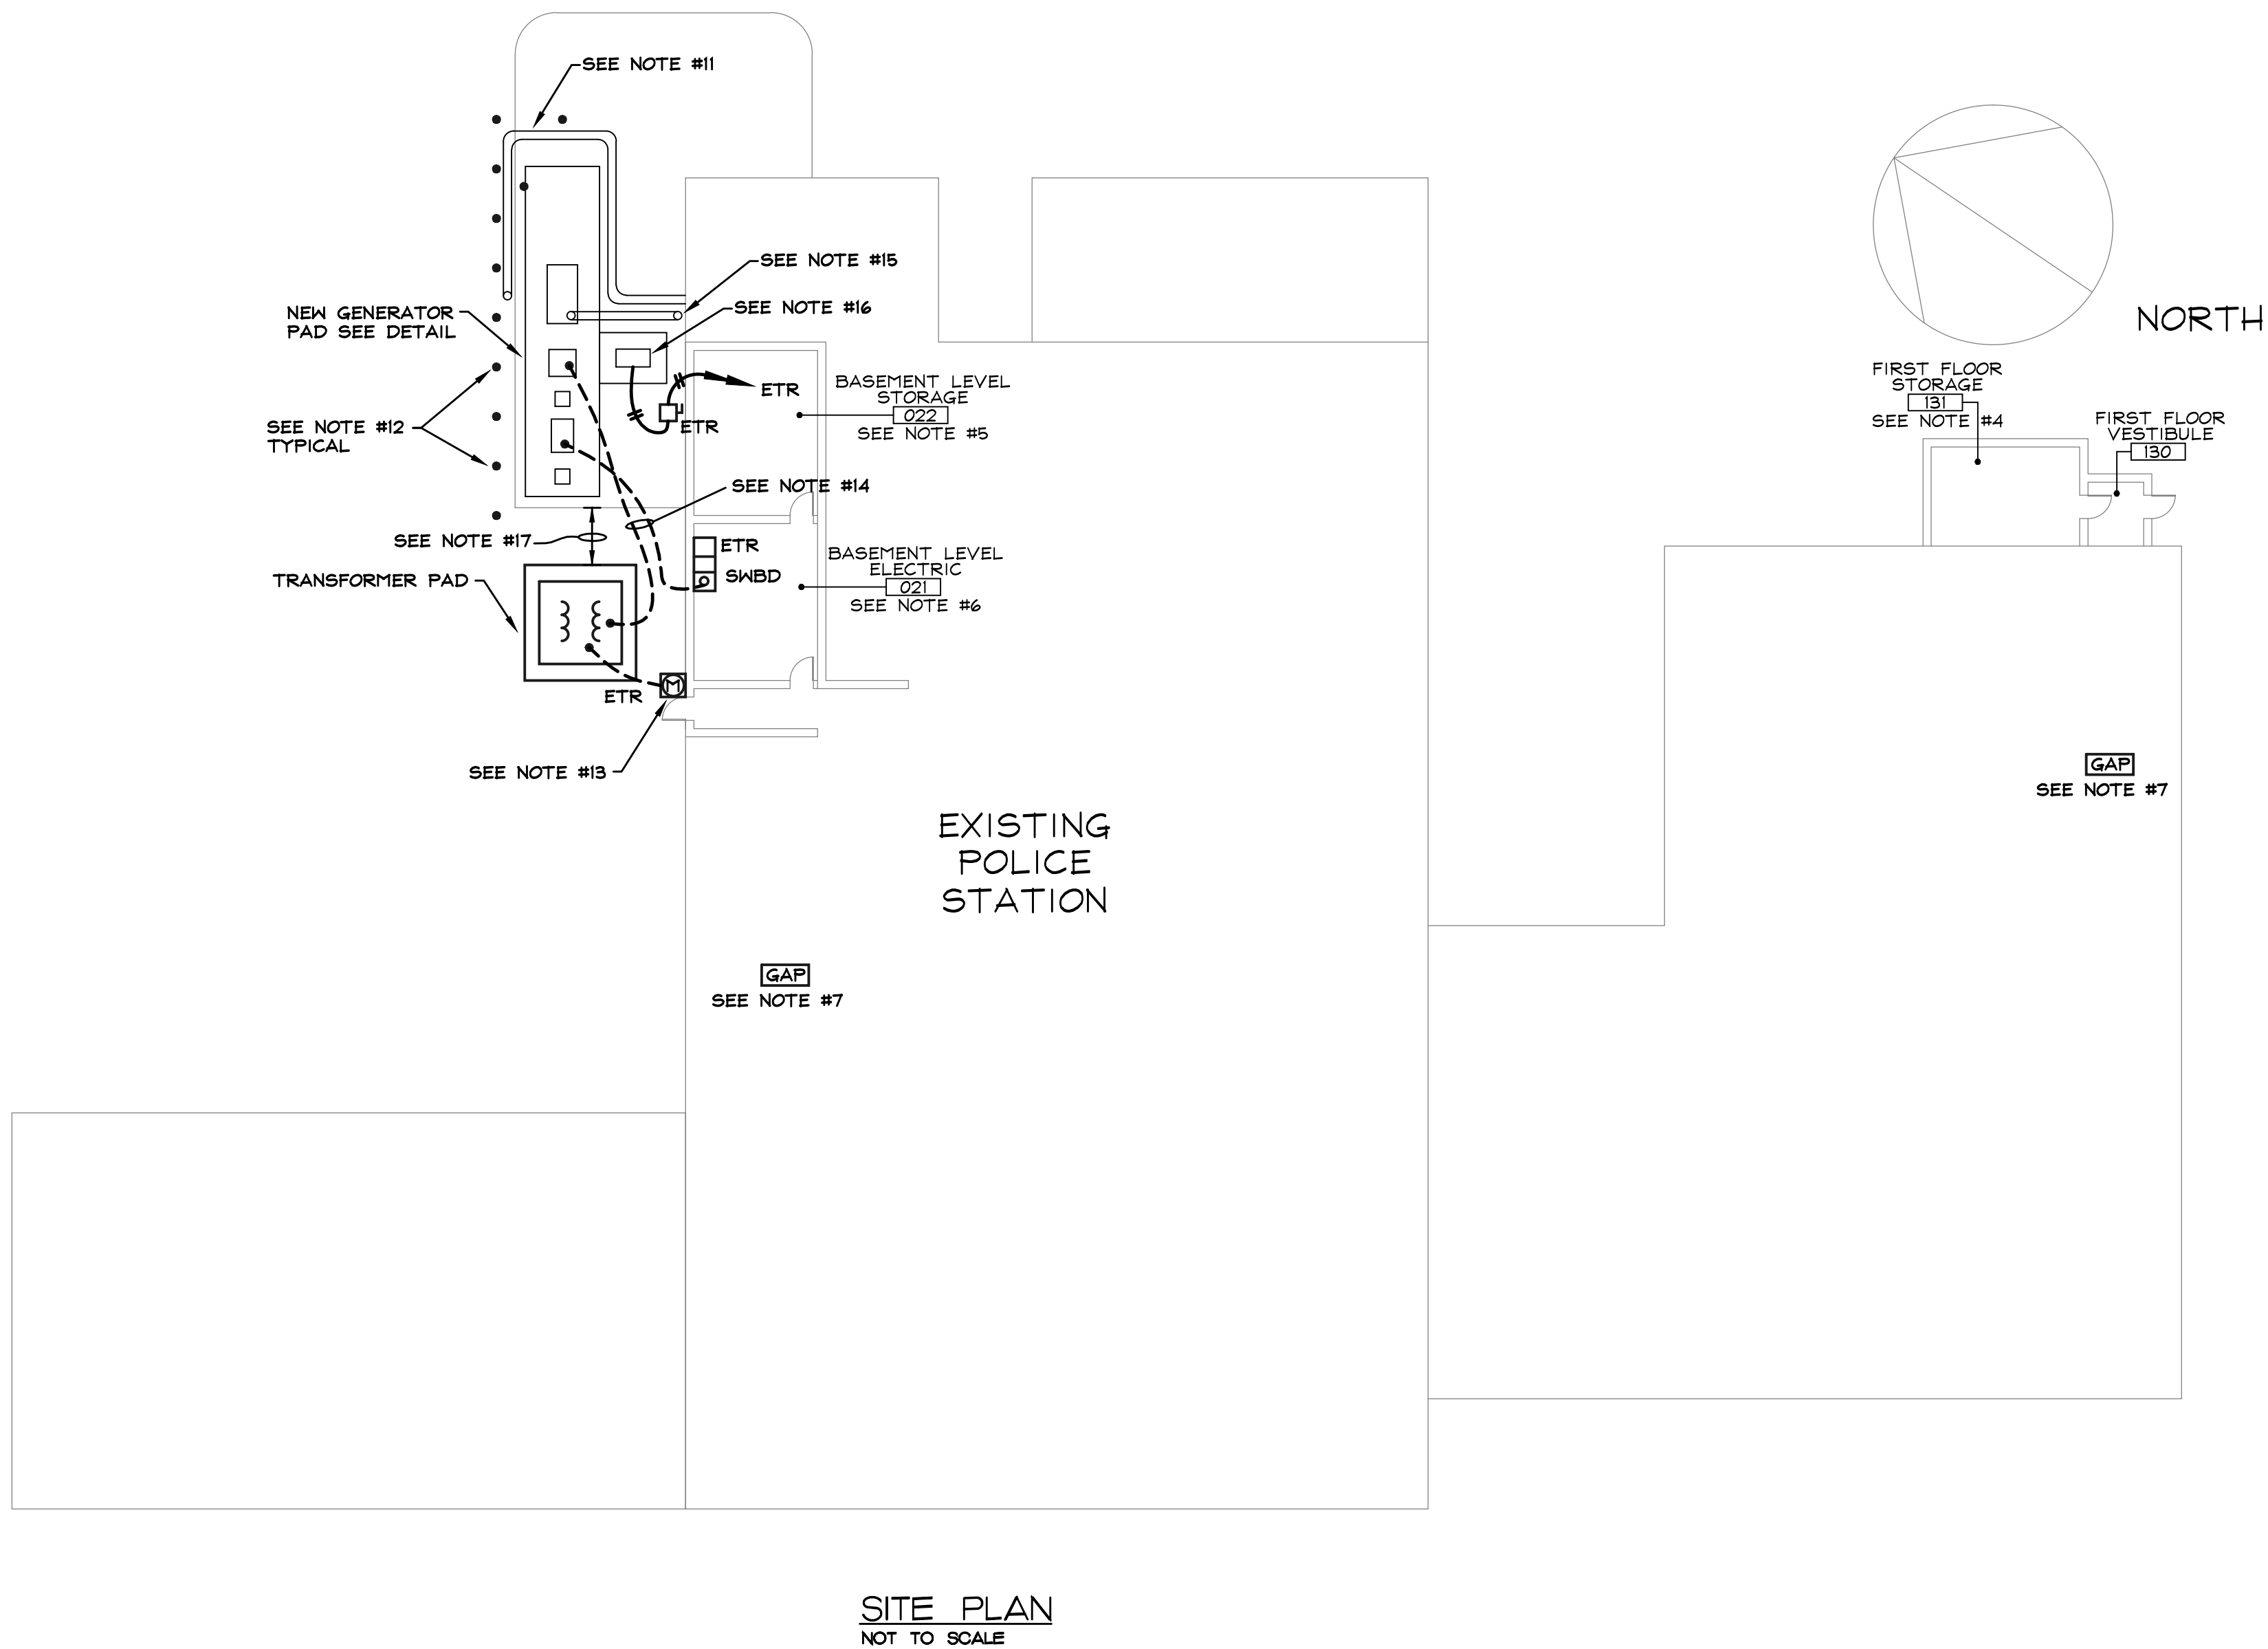 SEE NOTE #11
SEE NOTE #15
SEE NOTE #16
NEW GENERATOR
PAD SEE DETAIL
NORTH
ETR
BASEMENT LEVEL
STORAGE
022
SEE NOTE #5
FIRST FLOOR
STORAGE
131
SEE NOTE #4
FIRST FLOOR
VESTIBULE
130
SEE NOTE #12
TYPICAL
ETR
SEE NOTE #14
SEE NOTE #17
ETR
SWBD
BASEMENT LEVEL
ELECTRIC
021
SEE NOTE #6
TRANSFORMER PAD
M
ETR
SEE NOTE #13
GAP
SEE NOTE #7
EXISTING
POLICE
STATION
GAP
SEE NOTE #7
SITE PLAN
NOT TO SCALE